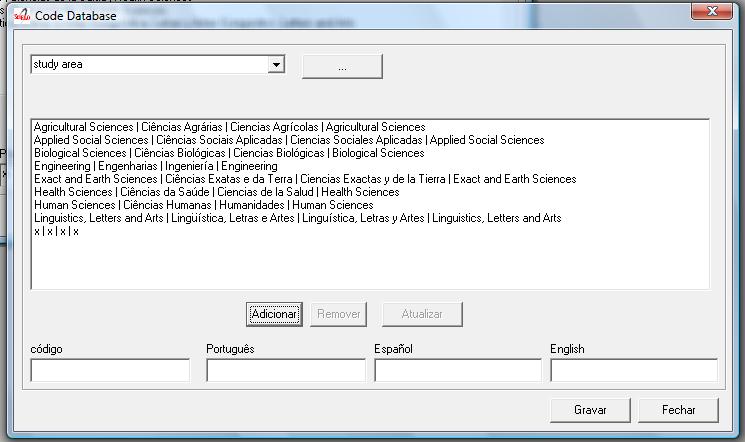 Code Database
study area
...
Agricultural Sciences | Ciências Agrárias | Ciencias Agrícolas | Agricultural Sciences
Applied Social Sciences | Ciências Sociais Aplicadas | Ciencias Sociales Aplicadas | Applied Social Sciences
Biological Sciences | Ciências Biológicas | Ciencias Biológicas | Biological Sciences
Engineering | Engenharias | Ingeniería | Engineering
Exact and Earth Sciences | Ciências Exatas e da Terra | Ciencias Exactas y de la Tierra | Exact and Earth Sciences
Health Sciences | Ciências da Saúde | Ciencias de la Salud | Health Sciences
Human Sciences | Ciências Humanas | Humanidades | Human Sciences
Linguistics, Letters and Arts | Lingüística, Letras e Artes | Linguística, Letras y Artes | Linguistics, Letters and Arts
x | x | x | x
Adicionar Remover Atualizar
código Português Español English
Gravar Fechar